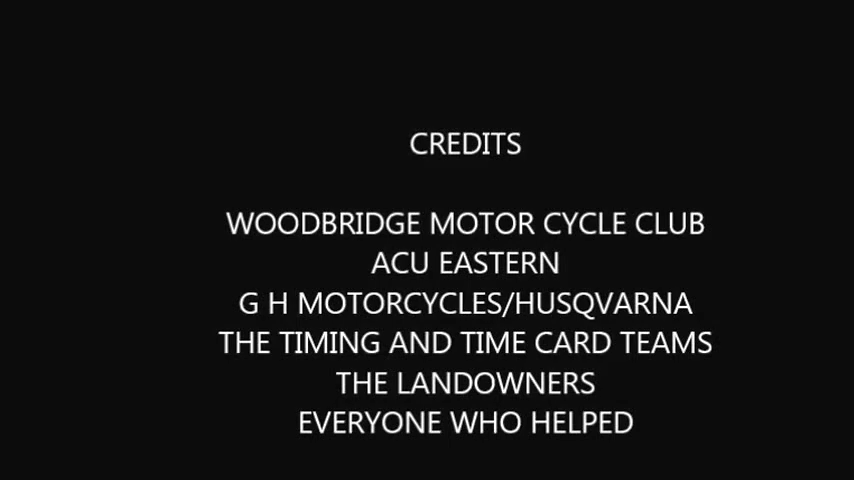 CREDITS
WOODBRIDGE MOTOR CYCLE CLUB
ACU EASTERN
G H MOTORCYCLES/HUSQVARNA
THE TIMING AND TIME CARD TEAMS
THE LANDOWNERS
EVERYONE WHO HELPED